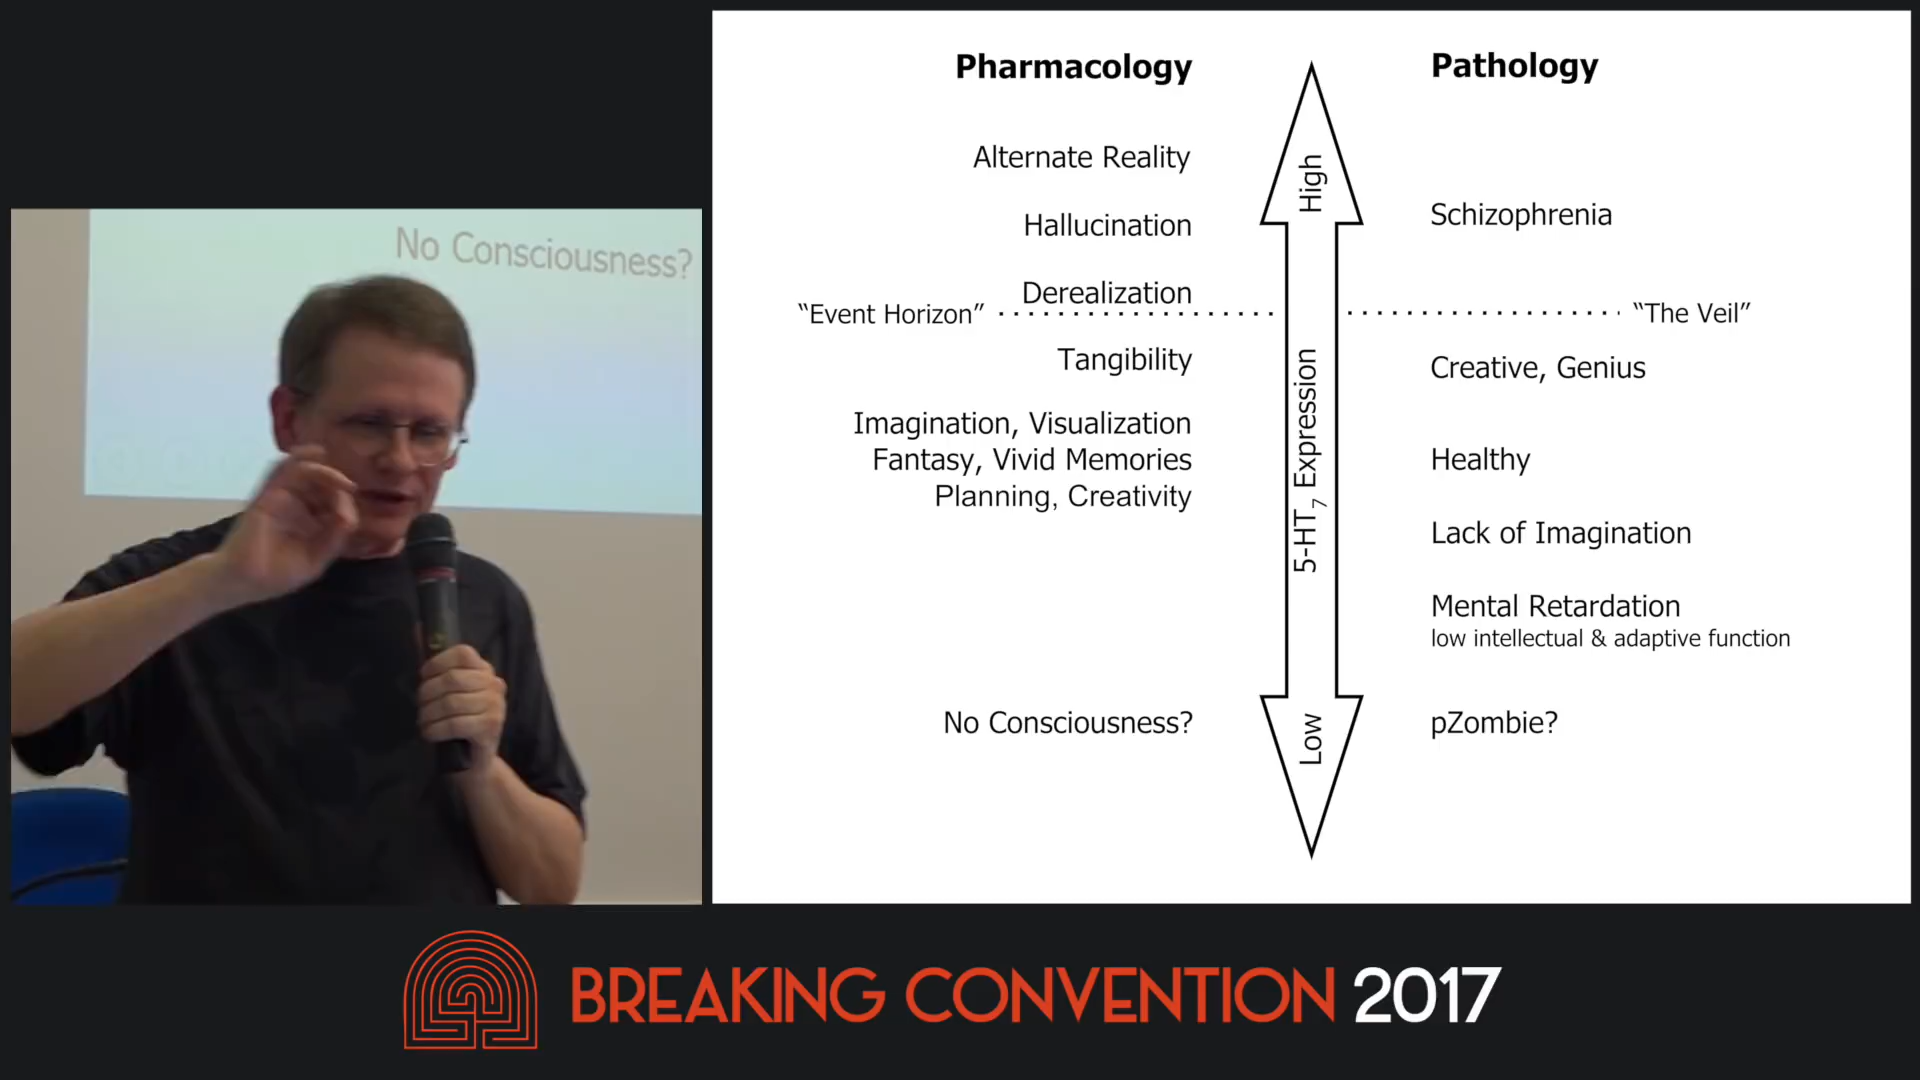 No Consciousness?
Pharmacology
Pathology
Alternate Reality
Hallucination
Derealization
“Event Horizon”
Tangibility
Imagination, Visualization
Fantasy, Vivid Memories
Planning, Creativity
No Consciousness?
High
5-HT7 Expression
Low
Schizophrenia
“The Veil”
Creative, Genius
Healthy
Lack of Imagination
Mental Retardation
low intellectual & adaptive function
pZombie?
BREAKING CONVENTION 2017